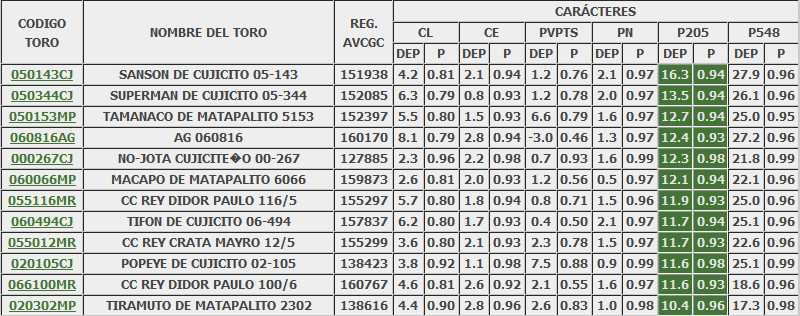 CODIGO TORO NOMBRE DEL TORO REG. AVCGC CARÁCTERES
CL CE PVPTS PN P205 P548
DEP P DEP P DEP P DEP P DEP P DEP P
050143CJ SANSON DE CUJICITO 05-143 151938 4.2 0.81 2.1 0.94 1.2 0.76 2.1 0.97 16.3 0.94 27.9 0.96
050344CJ SUPERMAN DE CUJICITO 05-344 152085 6.3 0.79 0.8 0.93 1.2 0.78 2.0 0.97 13.5 0.94 26.1 0.96
050153MP TAMANACO DE MATAPALITO 5153 152397 5.5 0.80 1.5 0.93 6.6 0.79 1.6 0.97 12.7 0.94 25.0 0.95
060816AG AG 060816 160170 8.1 0.79 2.8 0.94 -3.0 0.46 1.3 0.97 12.4 0.93 27.2 0.96
000267CJ NO-JOTA CUJICITE�O 00-267 127885 2.3 0.96 2.2 0.98 0.7 0.93 1.6 0.99 12.3 0.98 21.8 0.99
060066MP MACAPO DE MATAPALITO 6066 159873 2.6 0.81 2.0 0.93 1.2 0.56 0.5 0.97 12.1 0.94 22.1 0.96
055116MR CC REY DIDOR PAULO 116/5 155297 5.7 0.80 1.8 0.94 0.8 0.71 1.5 0.96 11.9 0.93 25.0 0.96
060494CJ TIFON DE CUJICITO 06-494 157837 6.2 0.80 1.7 0.93 0.4 0.50 2.1 0.97 11.7 0.94 25.1 0.96
055012MR CC REY CRATA MAYRO 12/5 155299 3.6 0.80 2.1 0.93 2.3 0.78 1.5 0.97 11.7 0.93 22.6 0.96
020105CJ POPEYE DE CUJICITO 02-105 138423 3.8 0.92 1.1 0.98 7.5 0.88 0.9 0.99 11.6 0.98 25.1 0.99
066100MR CC REY DIDOR PAULO 100/6 160767 4.6 0.81 2.6 0.92 2.1 0.55 1.6 0.97 11.6 0.93 18.6 0.96
020302MP TIRAMUTO DE MATAPALITO 2302 138616 4.4 0.90 2.8 0.96 2.6 0.83 1.0 0.98 10.4 0.96 17.3 0.98